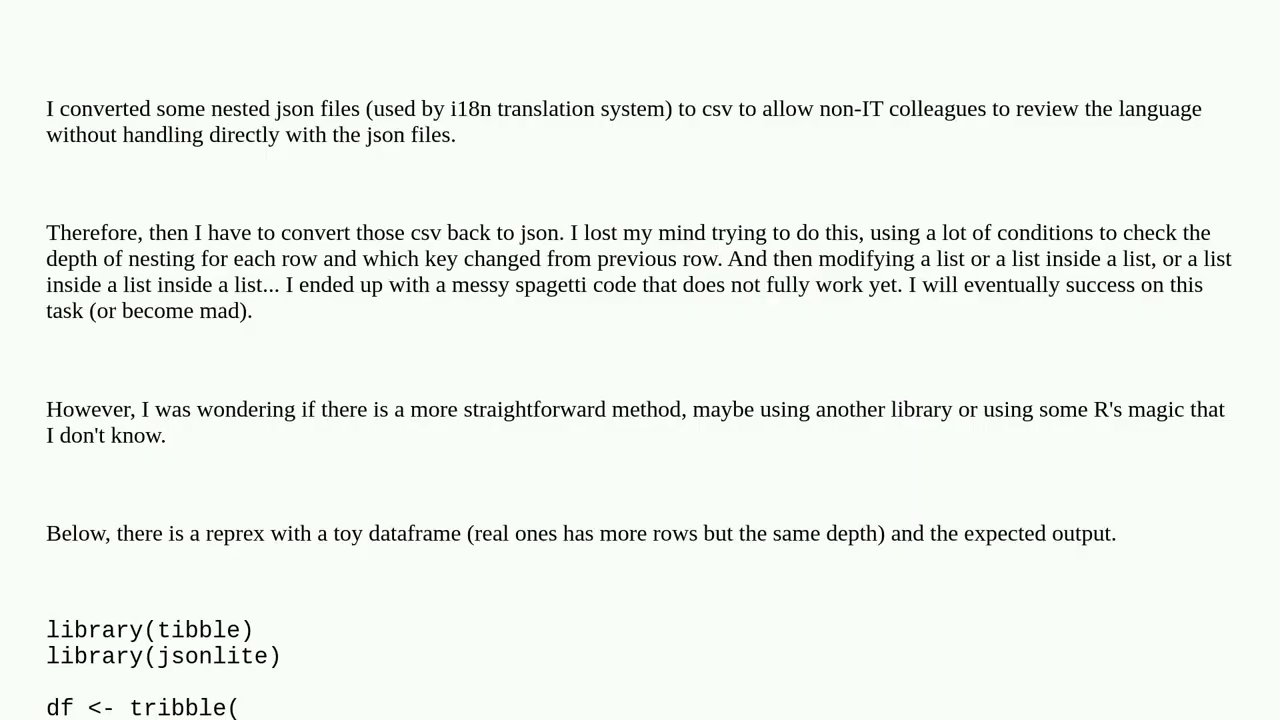 I converted some nested json files (used by i18n translation system) to csv to allow non-IT colleagues to review the language
without handling directly with the json files.
Therefore, then I have to convert those csv back to json. I lost my mind trying to do this, using a lot of conditions to check the
depth of nesting for each row and which key changed from previous row. And then modifying a list or a list inside a list, or a list
inside a list inside a list... I ended up with a messy spagetti code that does not fully work yet. I will eventually success on this
task (or become mad).
However, I was wondering if there is a more straightforward method, maybe using another library or using some R's magic that
I don't know.
Below, there is a reprex with a toy dataframe (real ones has more rows but the same depth) and the expected output.
library(tibble)
library(jsonlite)
df <- tribble(